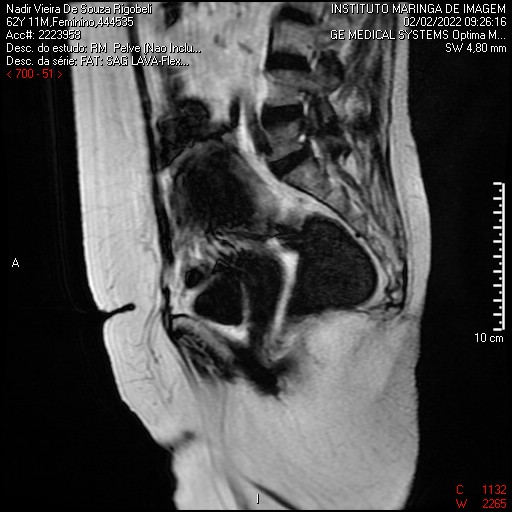 Nadir Vieira De Souza Rigobeli
62Y 11M,Feminino,444535
Acc#: 2223953
Desc. do estudo: RM Pelve (Nao Inclu...
Desc. da série: FAT: SAG LAVA-Flex...
< 700 - 51 >
INSTITUTO MARINGA DE IMAGEM
02/02/2022 09:26:16
GE MEDICAL SYSTEMS Optima M...
SW 4,80 mm
A
10 cm
I
C 1132
W 2265